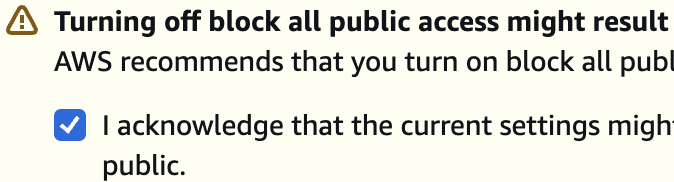 Turning off block all public access might result
AWS recommends that you turn on block all publ
I acknowledge that the current settings might
public.